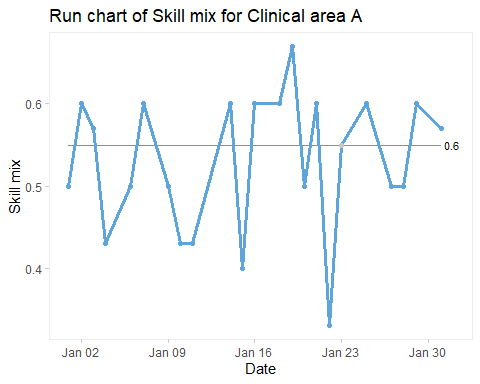 Run chart of Skill mix for Clinical area A
Skill mix
0.6
0.5
0.4
0.6
Jan 02
Jan 09
Jan 16
Jan 23
Jan 30
Date